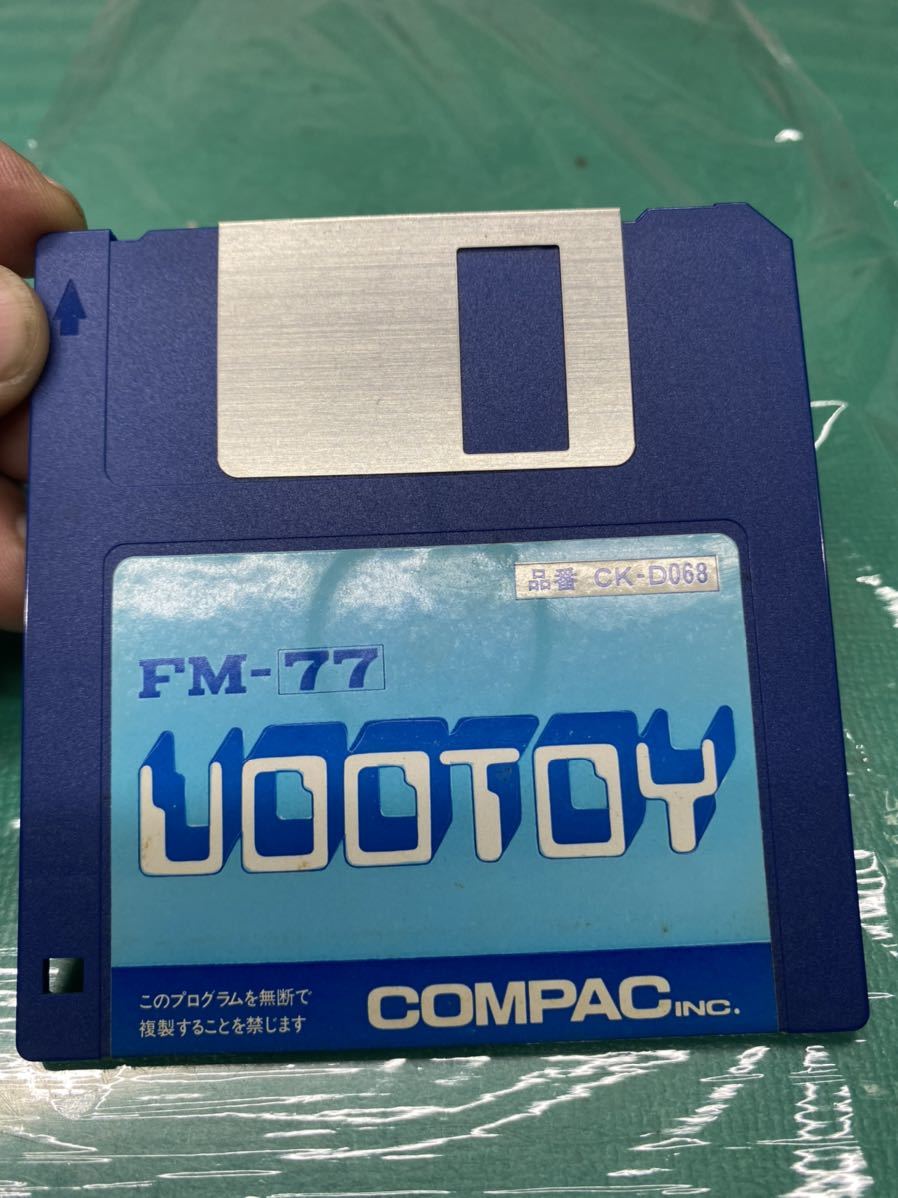 品番 CK-D068
FM-77
VOOTOY
このプログラムを無断で
複製することを禁じます
COMPAC INC.